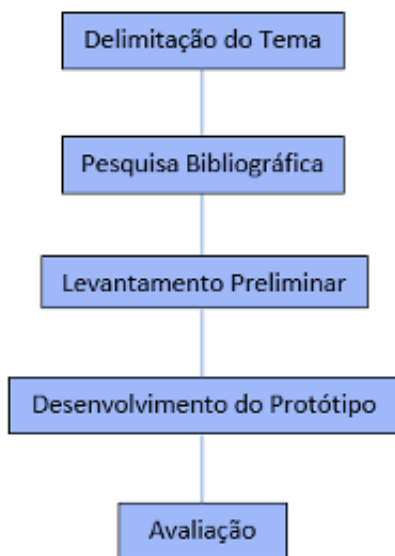 Delimitação do Tema
Pesquisa Bibliográfica
Levantamento Preliminar
Desenvolvimento do Protótipo
Avaliação